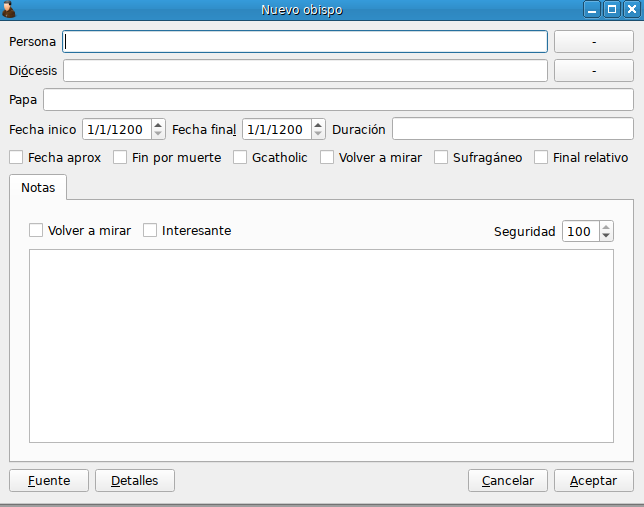 Nuevo obispo
Persona -
Diócesis -
Papa
Fecha inico 1/1/1200 Fecha final 1/1/1200 Duración
Fecha aprox Fin por muerte Gcatholic Volver a mirar Sufragáneo Final relativo
Notas
Volver a mirar Interesante Seguridad 100
Fuente Detalles Cancelar Aceptar